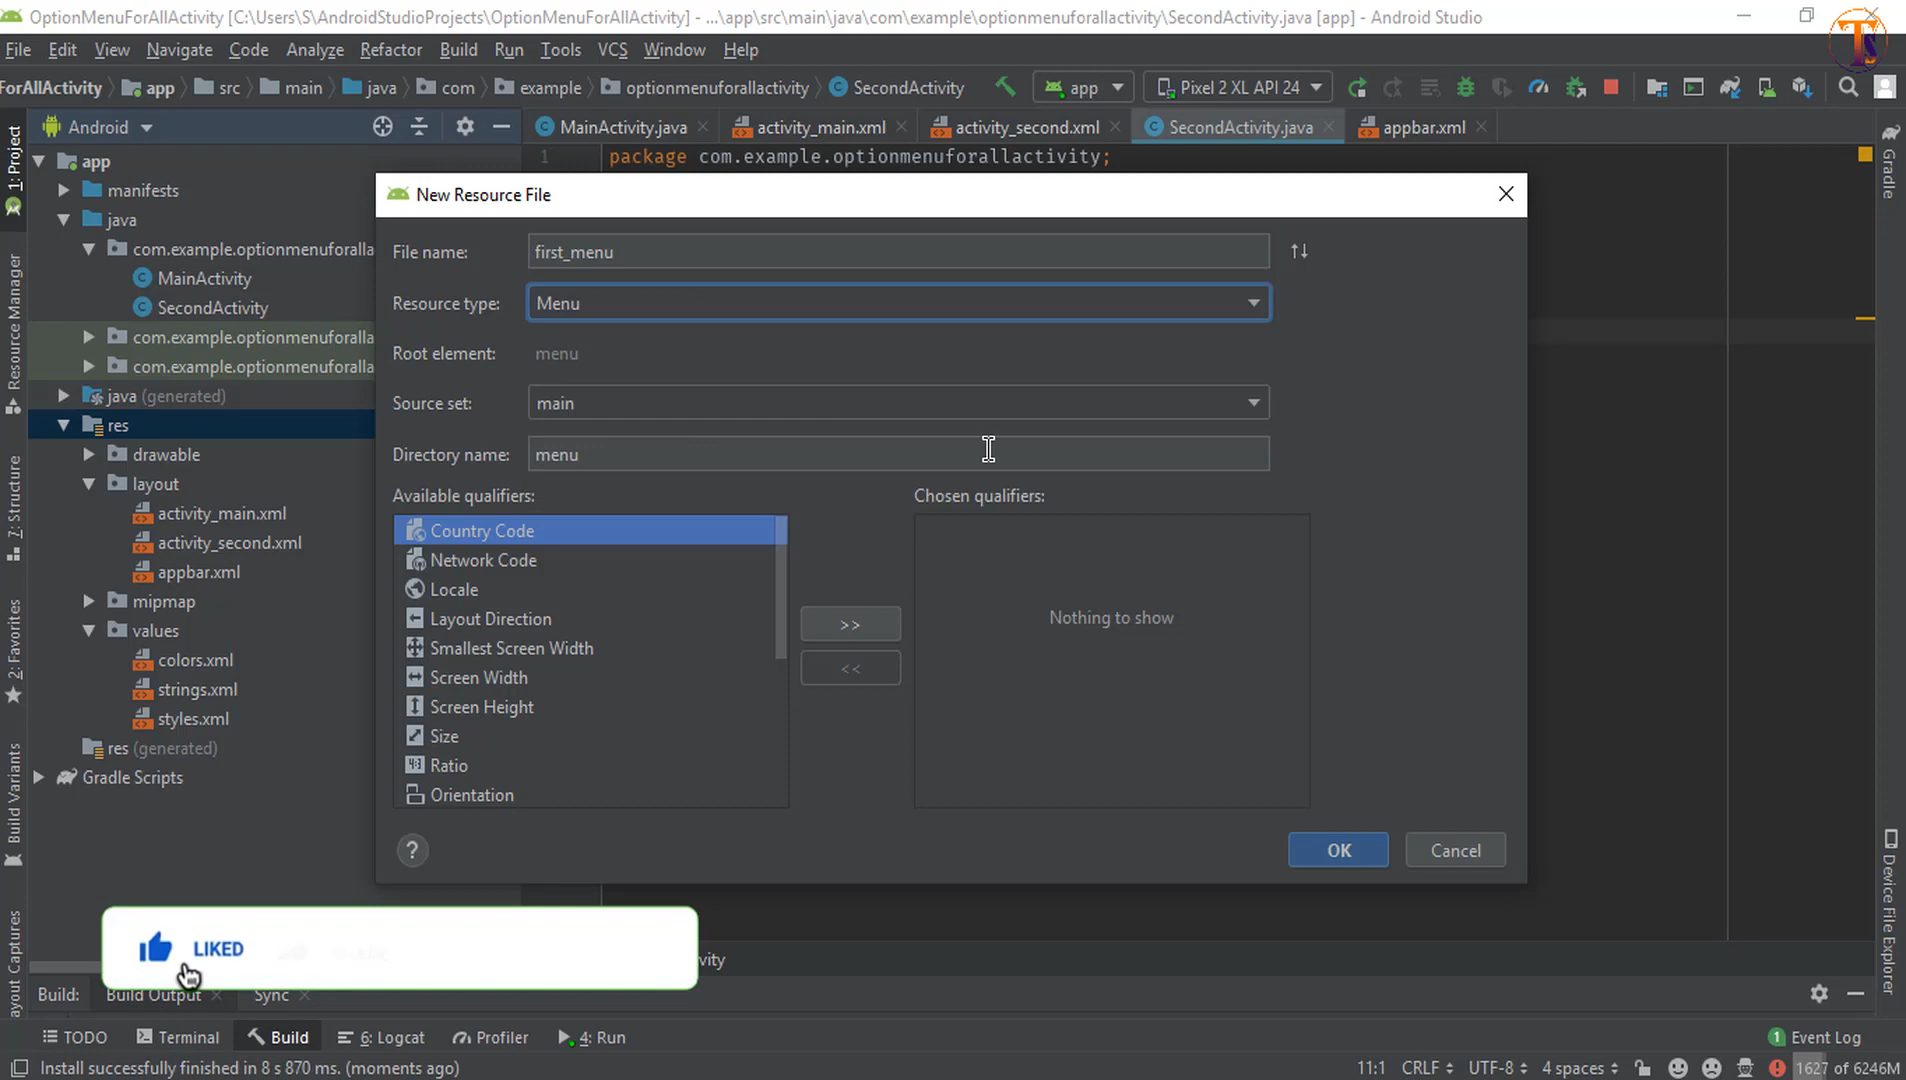 OptionMenuForAllActivity [C:\Users\S\AndroidStudioProjects\OptionMenuForAllActivity] - ...\app\src\main\java\com\example\optionmenuforallactivity\SecondActivity.java [app] - Android Studio
TS
File Edit View Navigate Code Analyze Refactor Build Run Tools VCS Window Help
ForAllActivity app src main java com example optionmenuforallactivity SecondActivity app Pixel 2 XL API 24
Android MainActivity.java activity_main.xml activity_second.xml SecondActivity.java appbar.xml
1 package com.example.optionmenuforallactivity;
app
manifests
java
com.example.optionmenuforalla
MainActivity
SecondActivity
com.example.optionmenuforalla
com.example.optionmenuforalla
java (generated)
res
drawable
layout
activity_main.xml
activity_second.xml
appbar.xml
mipmap
values
colors.xml
strings.xml
styles.xml
res (generated)
Gradle Scripts
1: Project
Resource Manager
7: Structure
2: Favorites
Build Variants
ayout Captures
New Resource File
File name: first_menu
Resource type: Menu
Root element: menu
Source set: main
Directory name: menu
Available qualifiers: Chosen qualifiers:
Country Code
Network Code
Locale
Layout Direction
Smallest Screen Width
Screen Width
Screen Height
Size
Ratio
Orientation
>>
<<
Nothing to show
?
OK Cancel
Gradle
Device File Explorer
LIKED
vity
Build: Build Output Sync
TODO Terminal Build 6: Logcat Profiler 4: Run 1 Event Log
Install successfully finished in 8 s 870 ms. (moments ago) 11:1 CRLF UTF-8 4 spaces 1627 of 6246M